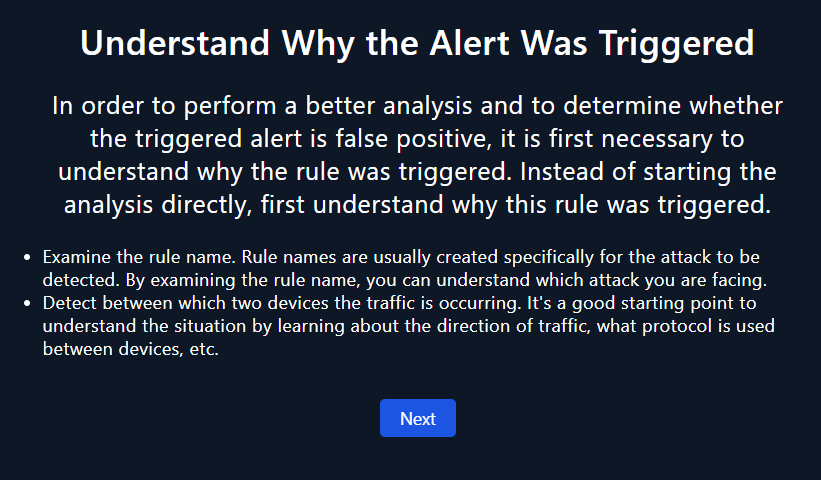 Understand Why the Alert Was Triggered
In order to perform a better analysis and to determine whether
the triggered alert is false positive, it is first necessary to
understand why the rule was triggered. Instead of starting the
analysis directly, first understand why this rule was triggered.
• Examine the rule name. Rule names are usually created specifically for the attack to be
detected. By examining the rule name, you can understand which attack you are facing.
• Detect between which two devices the traffic is occurring. It's a good starting point to
understand the situation by learning about the direction of traffic, what protocol is used
between devices, etc.
Next